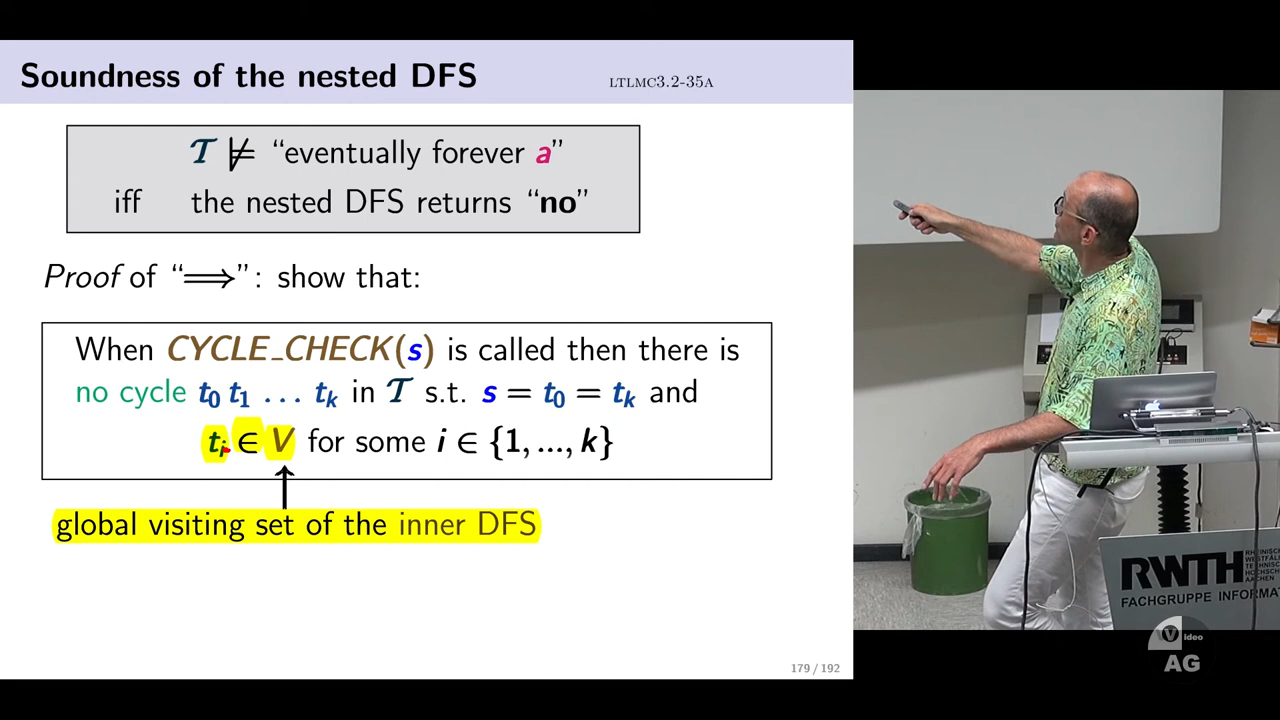 Soundness of the nested DFS LTLMC3.2-35A
𝒯 ⊭ “eventually forever a”
iff the nested DFS returns “no”
Proof of “⟹”: show that:
When CYCLE_CHECK(s) is called then there is
no cycle t₀ t₁ … tₖ in 𝒯 s.t. s = t₀ = tₖ and
tᵢ ∈ V for some i ∈ {1, ..., k}
global visiting set of the inner DFS
179 / 192
RWTH
FACHGRUPPE INFORMA
Video
AG